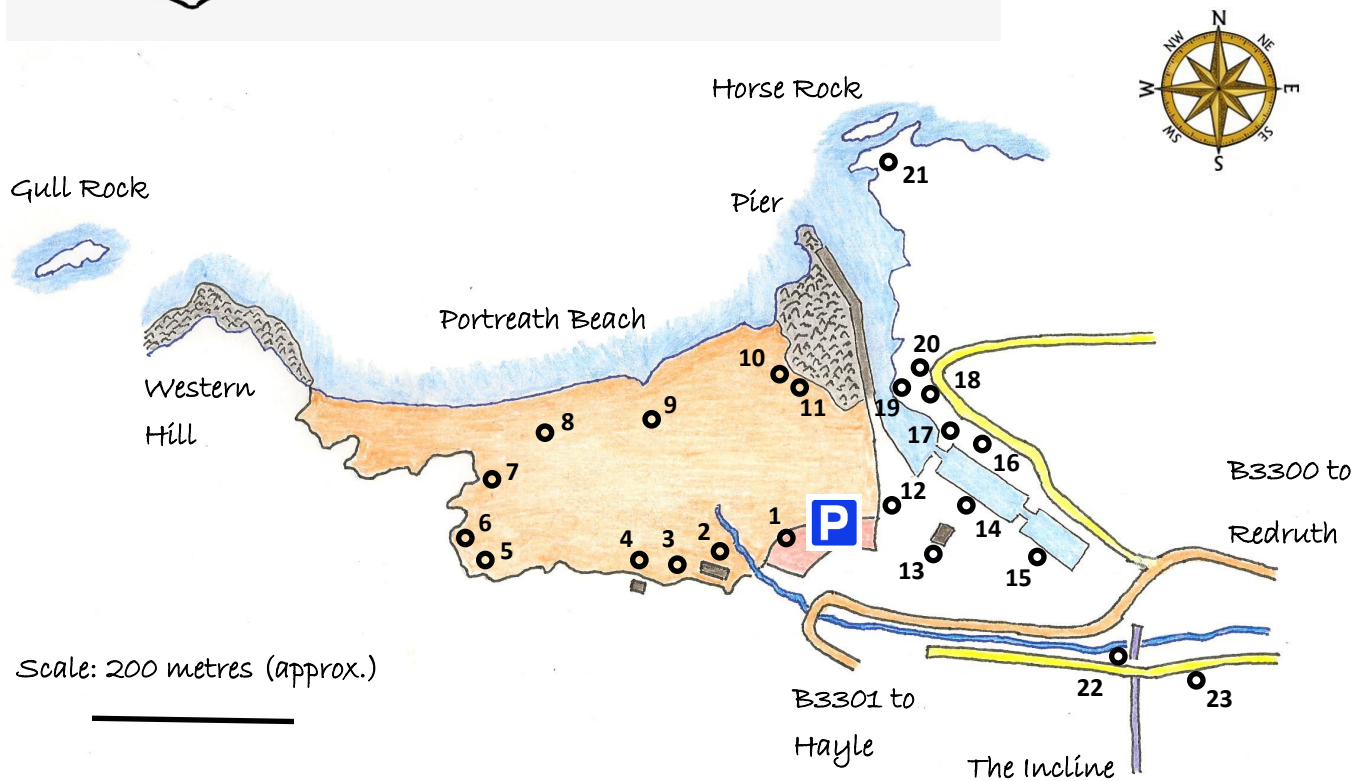 N
NW
NE
W
E
SW
SE
S
Horse Rock
21
Gull Rock
Pier
Portreath Beach
Western
Hill
10
11
20
18
19
17
16
8
9
B3300 to
Redruth
7
12
14
P
1
6
5
4
3
2
13
15
Scale: 200 metres (approx.)
22
23
B3301 to
Hayle
The Incline